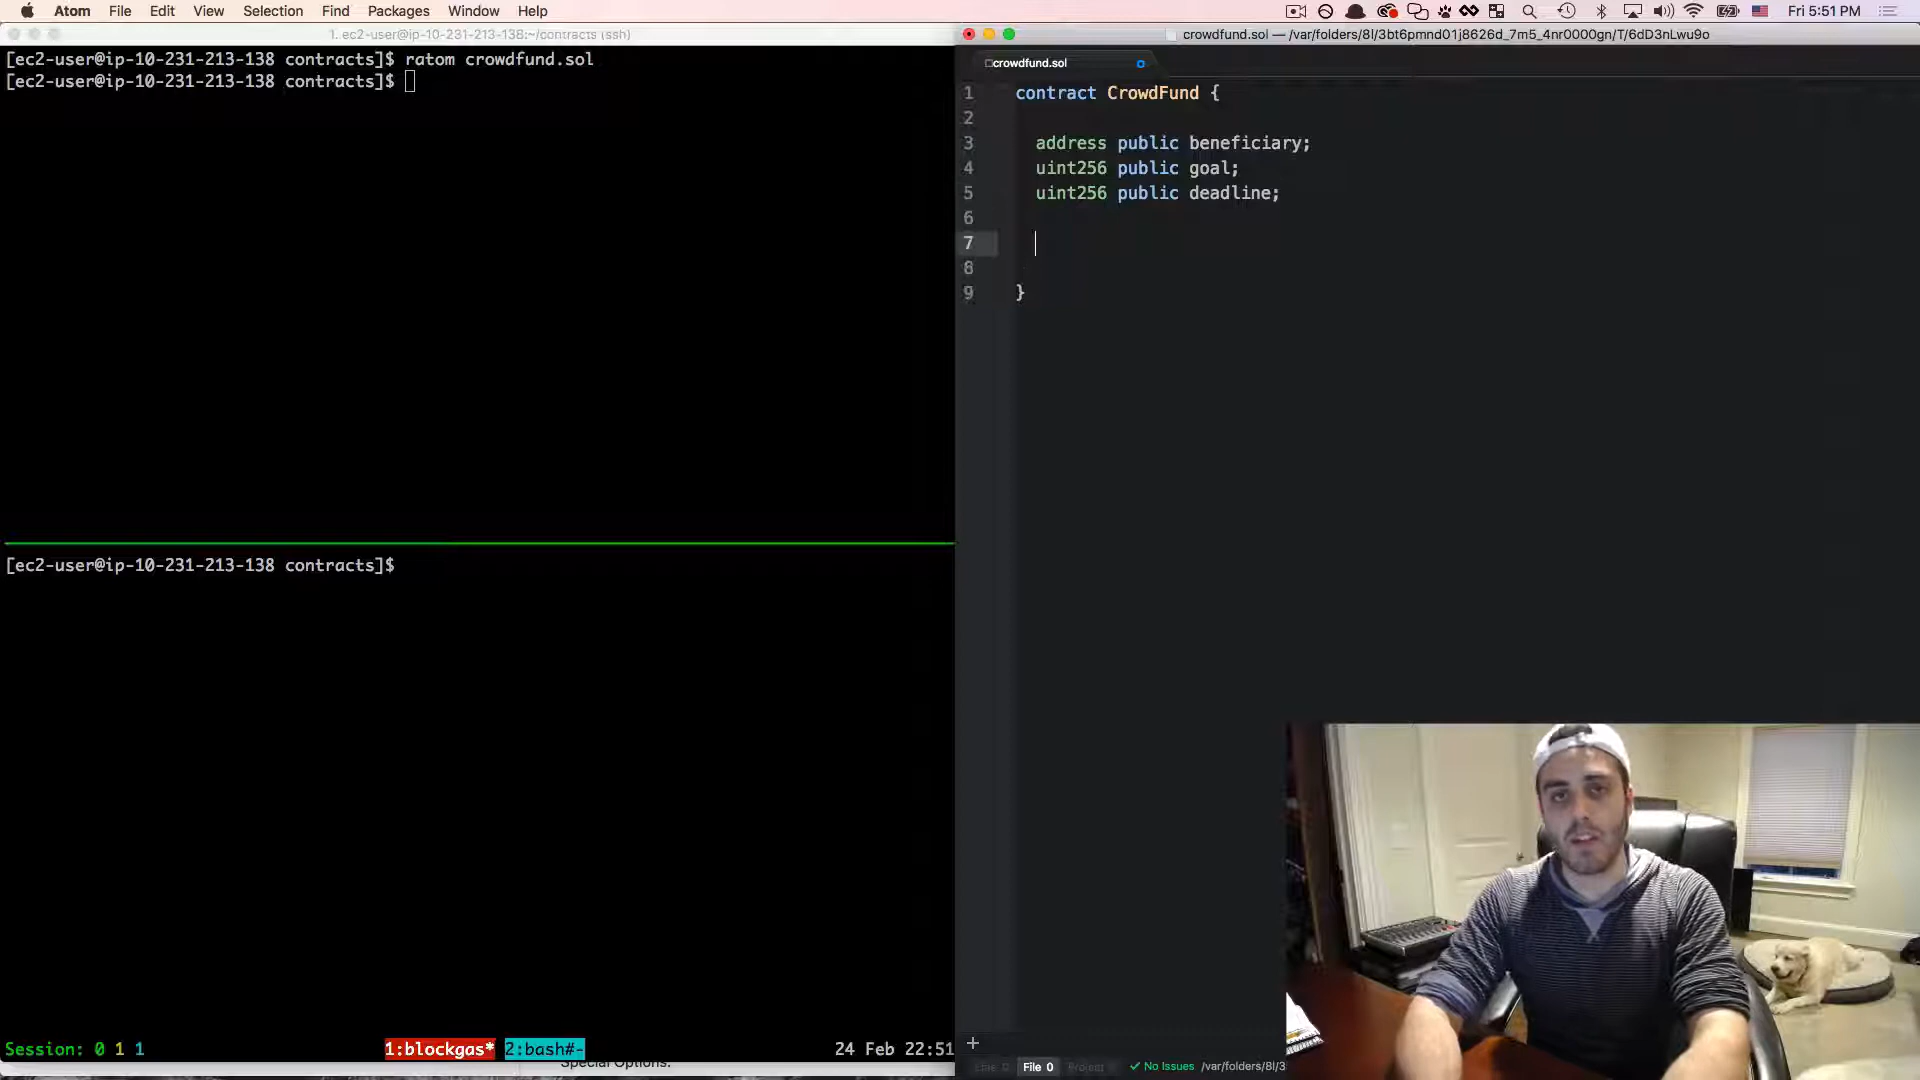 Atom File Edit View Selection Find Packages Window Help
Fri 5:51 PM
1. ec2-user@ip-10-231-213-138:~/contracts (ssh)
[ec2-user@ip-10-231-213-138 contracts]$ ratom crowdfund.sol
[ec2-user@ip-10-231-213-138 contracts]$
[ec2-user@ip-10-231-213-138 contracts]$
Session: 0 1 1
1:blockgas* 2:bash#-
24 Feb 22:51
Special Options.
crowdfund.sol — /var/folders/8l/3bt6pmnd01j8626d_7m5_4nr0000gn/T/6dD3nLwu9o
crowdfund.sol
1 contract CrowdFund {
2
3 address public beneficiary;
4 uint256 public goal;
5 uint256 public deadline;
6
7
8
9 }
+
File 0 Project No Issues /var/folders/8l/3